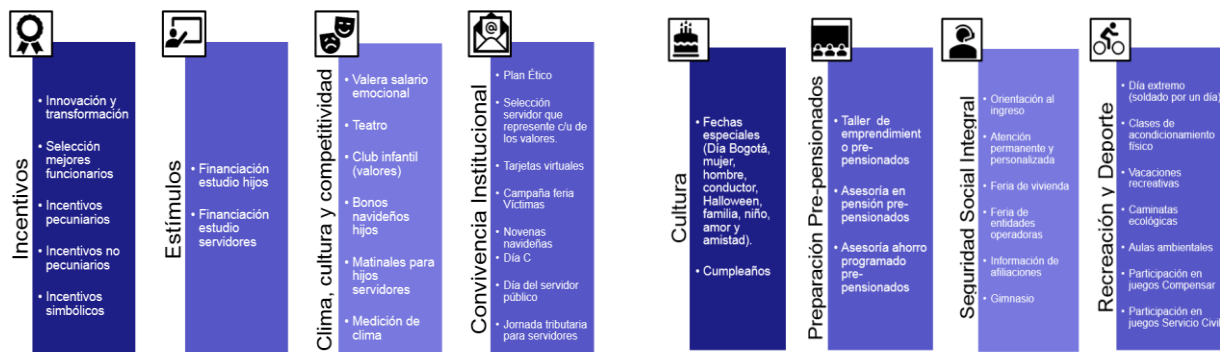 Incentivos
• Innovación y
transformación
• Selección
mejores
funcionarios
• Incentivos
pecuniarios
• Incentivos no
pecuniarios
• Incentivos
simbólicos
Estímulos
• Financiación
estudio hijos
• Financiación
estudio
servidores
Clima, cultura y competitividad
• Valera salario
emocional
• Teatro
• Club infantil
(valores)
• Bonos
navideños
hijos
• Matinales para
hijos
servidores
• Medición de
clima
Convivencia Institucional
• Plan Ético
• Selección
servidor que
represente c/u de
los valores.
• Tarjetas virtuales
• Campaña feria
Víctimas
• Novenas
navideñas
• Día C
• Día del servidor
público
• Jornada tributaria
para servidores
Cultura
• Fechas
especiales
(Día Bogotá,
mujer,
hombre,
conductor,
Halloween,
familia, niño,
amor y
amistad).
• Cumpleaños
Preparación Pre-pensionados
• Taller de
emprendimient
o pre-
pensionados
• Asesoría en
pensión pre-
pensionados
• Asesoría ahorro
programado
pre-
pensionados
Seguridad Social Integral
• Orientación al
ingreso
• Atención
permanente y
personalizada
• Feria de vivienda
• Feria de
entidades
operadoras
• Información de
afiliaciones
• Gimnasio
Recreación y Deporte
• Día extremo
(soldado por un día)
• Clases de
acondicionamiento
físico
• Vacaciones
recreativas
• Caminatas
ecológicas
• Aulas ambientales
• Participación en
juegos Compensar
• Participación en
juegos Servicio Civil